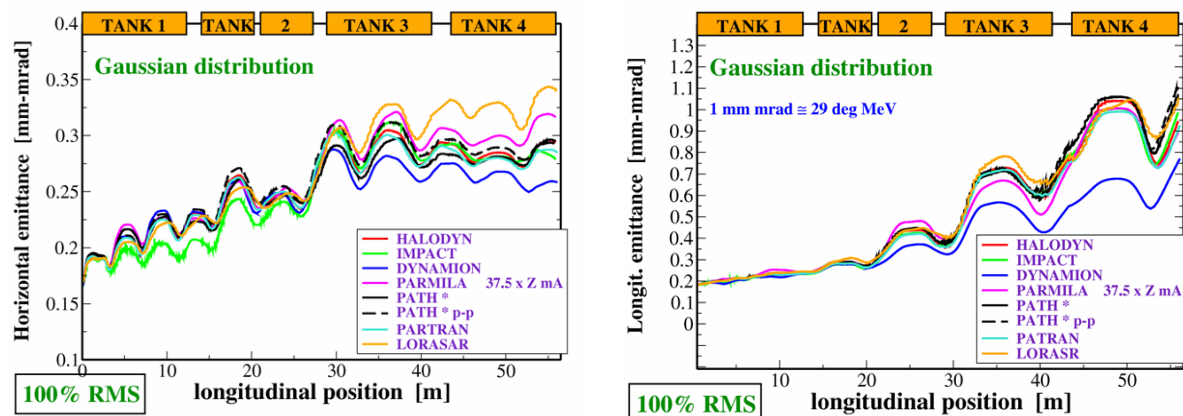 TANK 1 TANK 2 TANK 3 TANK 4
0.4
0.35
0.3
0.25
0.2
0.15
0.1
Horizontal emittance [mm-mrad]
Gaussian distribution
HALODYN
IMPACT
DYNAMION
PARMILA 37.5 x Z mA
PATH *
PATH * p-p
PARTRAN
LORASAR
0 10 20 30 40 50
longitudinal position [m]
100% RMS
TANK 1 TANK 2 TANK 3 TANK 4
1.3
1.2
1.1
1
0.9
0.8
0.7
0.6
0.5
0.4
0.3
0.2
0.1
0
Longit. emittance [mm-mrad]
Gaussian distribution
1 mm mrad ≅ 29 deg MeV
HALODYN
IMPACT
DYNAMION
PARMILA 37.5 x Z mA
PATH *
PATH * p-p
PATRAN
LORASR
0 10 20 30 40 50
longitudinal position [m]
100% RMS